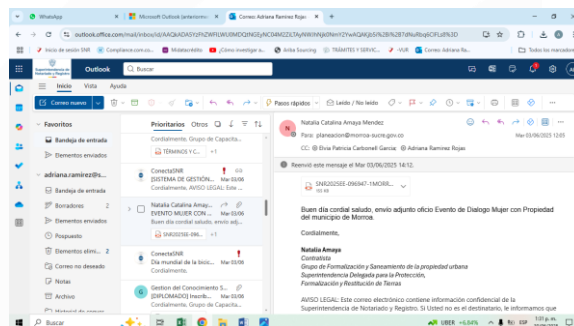 WhatsApp
Microsoft Outlook
Correo: Adriana Ramirez Rojas
outlook.office.com/mail/inbox/id/
Inicio de sesión SNR
Midatacrédito
¿Cómo investigar a...
Arika Sourcing
TRÁMITES Y SERVIC...
-VUR
Correo: Adriana Ra...
Todos los marcadores
Outlook
Buscar
Inicio
Vista
Ayuda
Correo nuevo
Pasos rápidos
Leído / No leído
Favoritos
Bandeja de entrada
Elementos enviados
adriana.ramirez@s...
Bandeja de entrada
Borradores 2
Elementos enviados
Pospuesto
Elementos elimi... 2
Correo no deseado
Notas
Archivo
Prioritarios Otros
Cordialmente, Grupo de Capacita...
TÉRMINOS Y C... +1
ConectaSNR
[SISTEMA DE GESTIÓN... Mar 03/06
Cordialmente, AVISO LEGAL: Este ...
Natalia Catalina Amay...
EVENTO MUJER CON ... Mar 03/06
Buen día cordial saludo, envío adj...
SNR2025EE-096... +1
ConectaSNR
Día mundial de la bicic... Mar 03/06
Cordialmente.
Gestion del Conocimiento S...
[DIPLOMADO] Inscrib... Mar 03/06
Cordialmente, Grupo de Capacita...
Natalia Catalina Amaya Mendez
Para: planeacion@morroa-sucre.gov.co
Mar 03/06/2025 12:03
CC: Elvia Patricia Carbonell Garcia; Adriana Ramirez Rojas
Reenvió este mensaje el Mar 03/06/2025 14:12.
SNR2025EE-096947-1MORR...
Buen día cordial saludo, envío adjunto oficio Evento de Dialogo Mujer con Propiedad
del municipio de Morroa.
Cordialmente,
Natalia Amaya
Contratista
Grupo de Formalización y Saneamiento de la propiedad urbana
Superintendencia Delegada para la Protección,
Formalización y Restitución de Tierras
AVISO LEGAL: Este correo electrónico contiene información confidencial de la
Superintendencia de Notariado y Registro. Si Usted no es el destinatario, le informamos que
Buscar
UBER
ESP